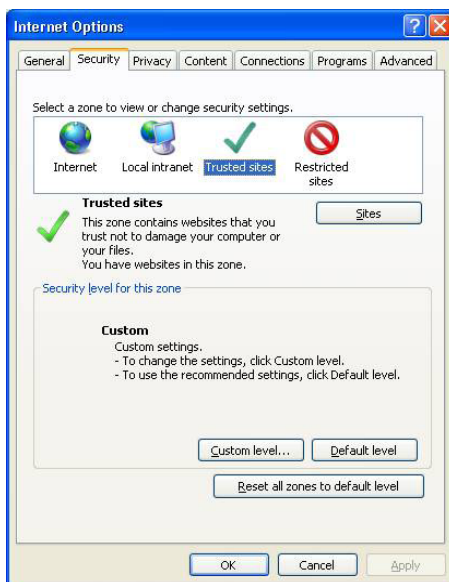 Internet Options
General Security Privacy Content Connections Programs Advanced
Select a zone to view or change security settings.
Internet Local intranet Trusted sites Restricted sites
Trusted sites
This zone contains websites that you
trust not to damage your computer or
your files.
You have websites in this zone.
Sites
Security level for this zone
Custom
Custom settings.
- To change the settings, click Custom level.
- To use the recommended settings, click Default level.
Custom level... Default level
Reset all zones to default level
OK Cancel Apply